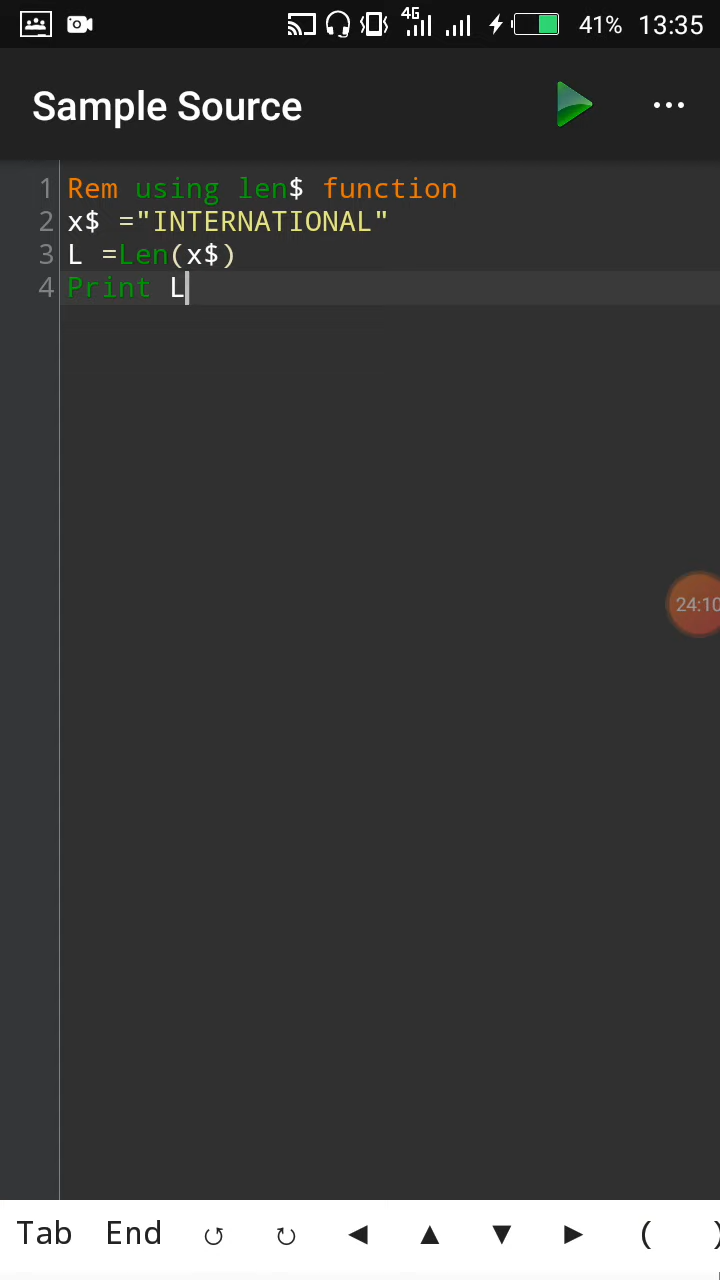 4G 41% 13:35
Sample Source
1 Rem using len$ function
2 x$ ="INTERNATIONAL"
3 L =Len(x$)
4 Print L
24:10
Tab End ( )